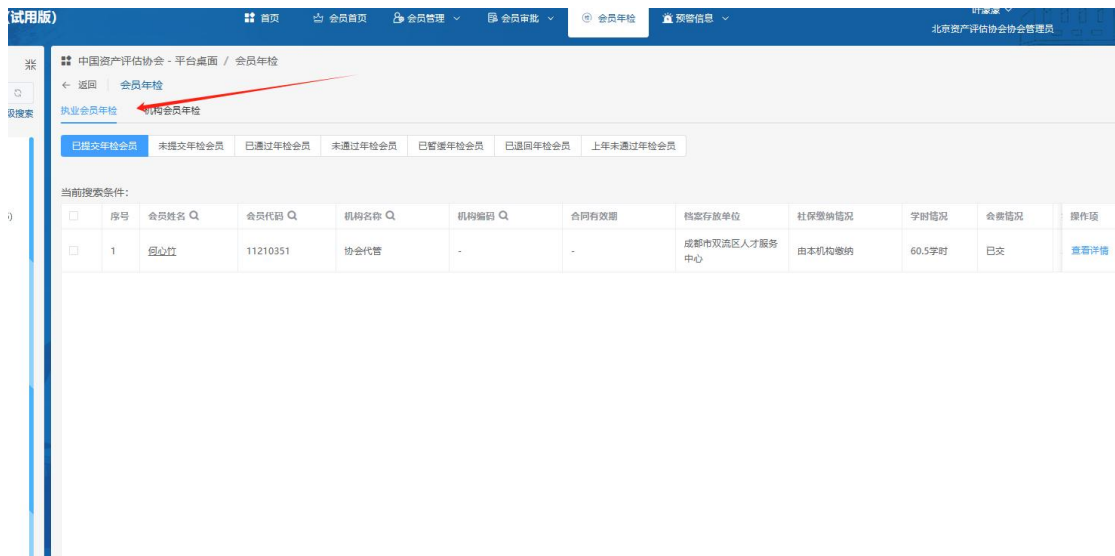 (试用版)
首页 会员首页 会员管理 会员审批 会员年检 预警信息
北京资产评估协会协会管理员
中国资产评估协会 - 平台桌面 / 会员年检
← 返回 会员年检
级搜索
执业会员年检 机构会员年检
已提交年检会员 未提交年检会员 已通过年检会员 未通过年检会员 已暂缓年检会员 已退回年检会员 上年未通过年检会员
当前搜索条件:
序号 会员姓名 会员代码 机构名称 机构编码 合同有效期 档案存放单位 社保缴纳情况 学时情况 会费情况 操作项
1 何心竹 11210351 协会代管 - - 成都市双流区人才服务 由本机构缴纳 60.5学时 已交 查看详情
中心